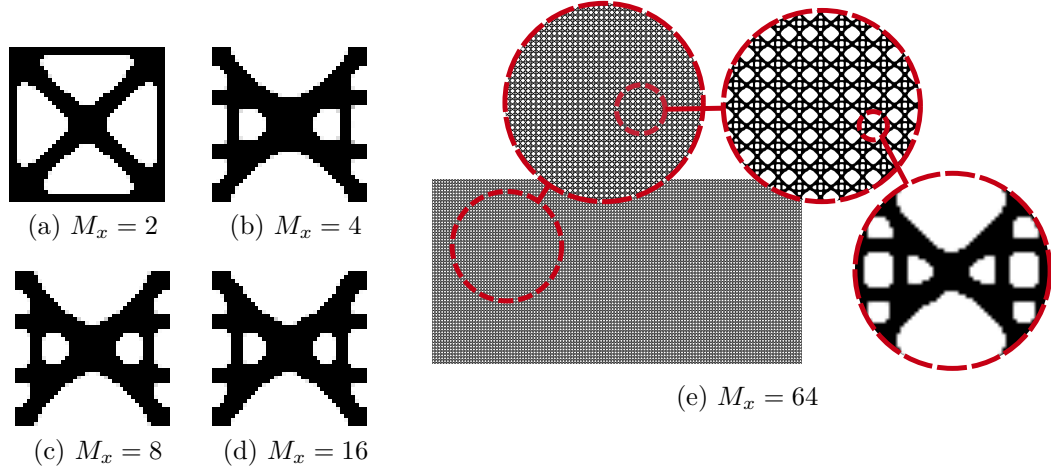 (a) $M_x = 2$
(b) $M_x = 4$
(c) $M_x = 8$
(d) $M_x = 16$
(e) $M_x = 64$